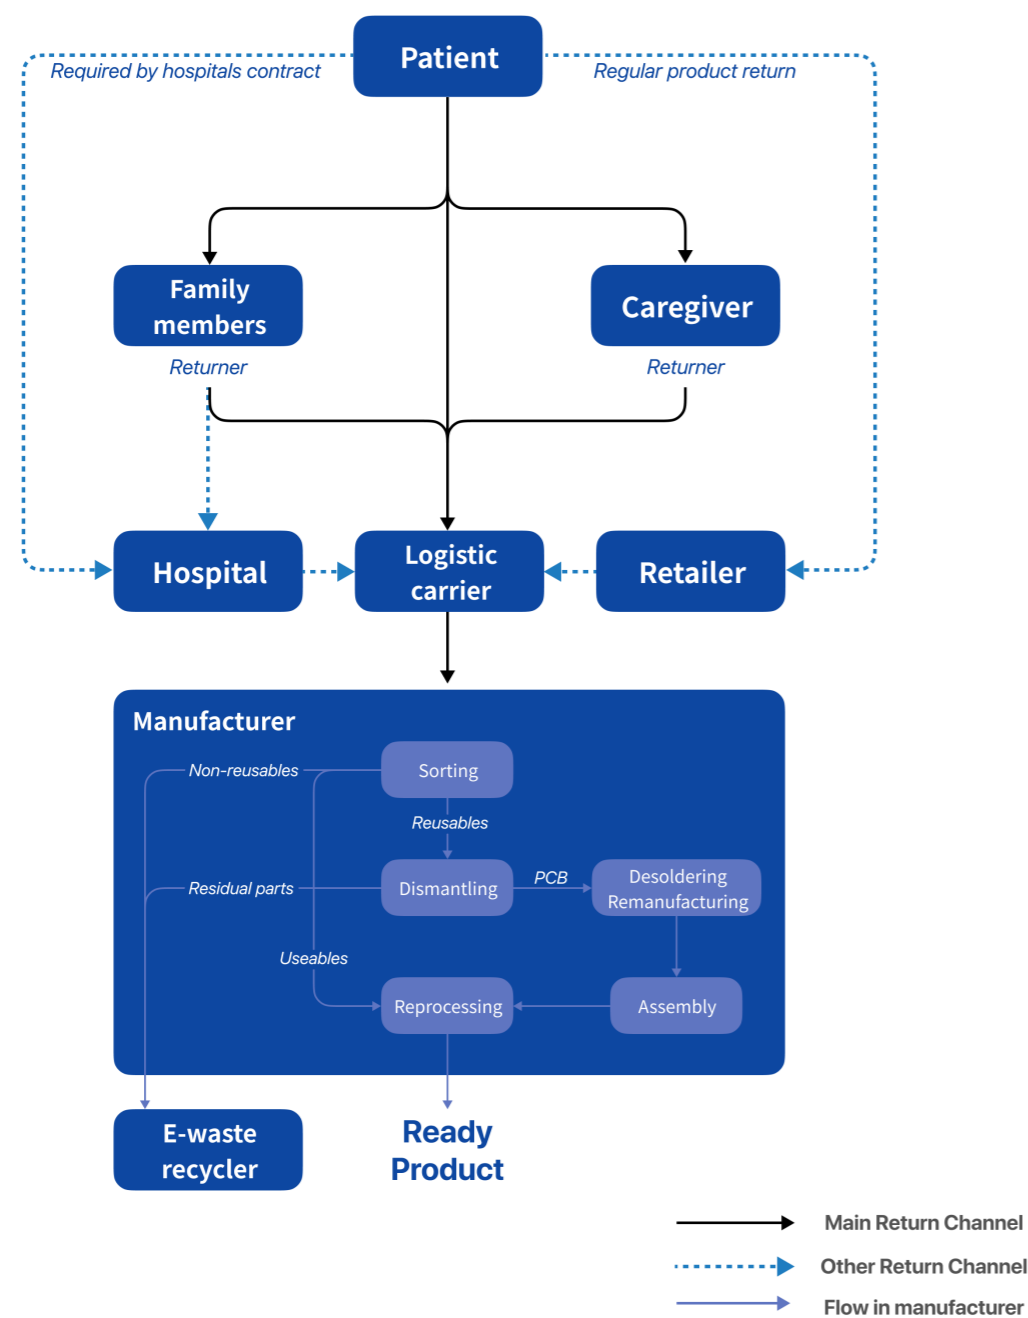 Patient
Required by hospitals contract
Regular product return
Family
members
Caregiver
Returner
Returner
Hospital
Logistic
carrier
Retailer
Manufacturer
Non-reusables
Sorting
Reusables
Residual parts
Dismantling
PCB
Desoldering
Remanufacturing
Useables
Reprocessing
Assembly
E-waste
recycler
Ready
Product
Main Return Channel
Other Return Channel
Flow in manufacturer